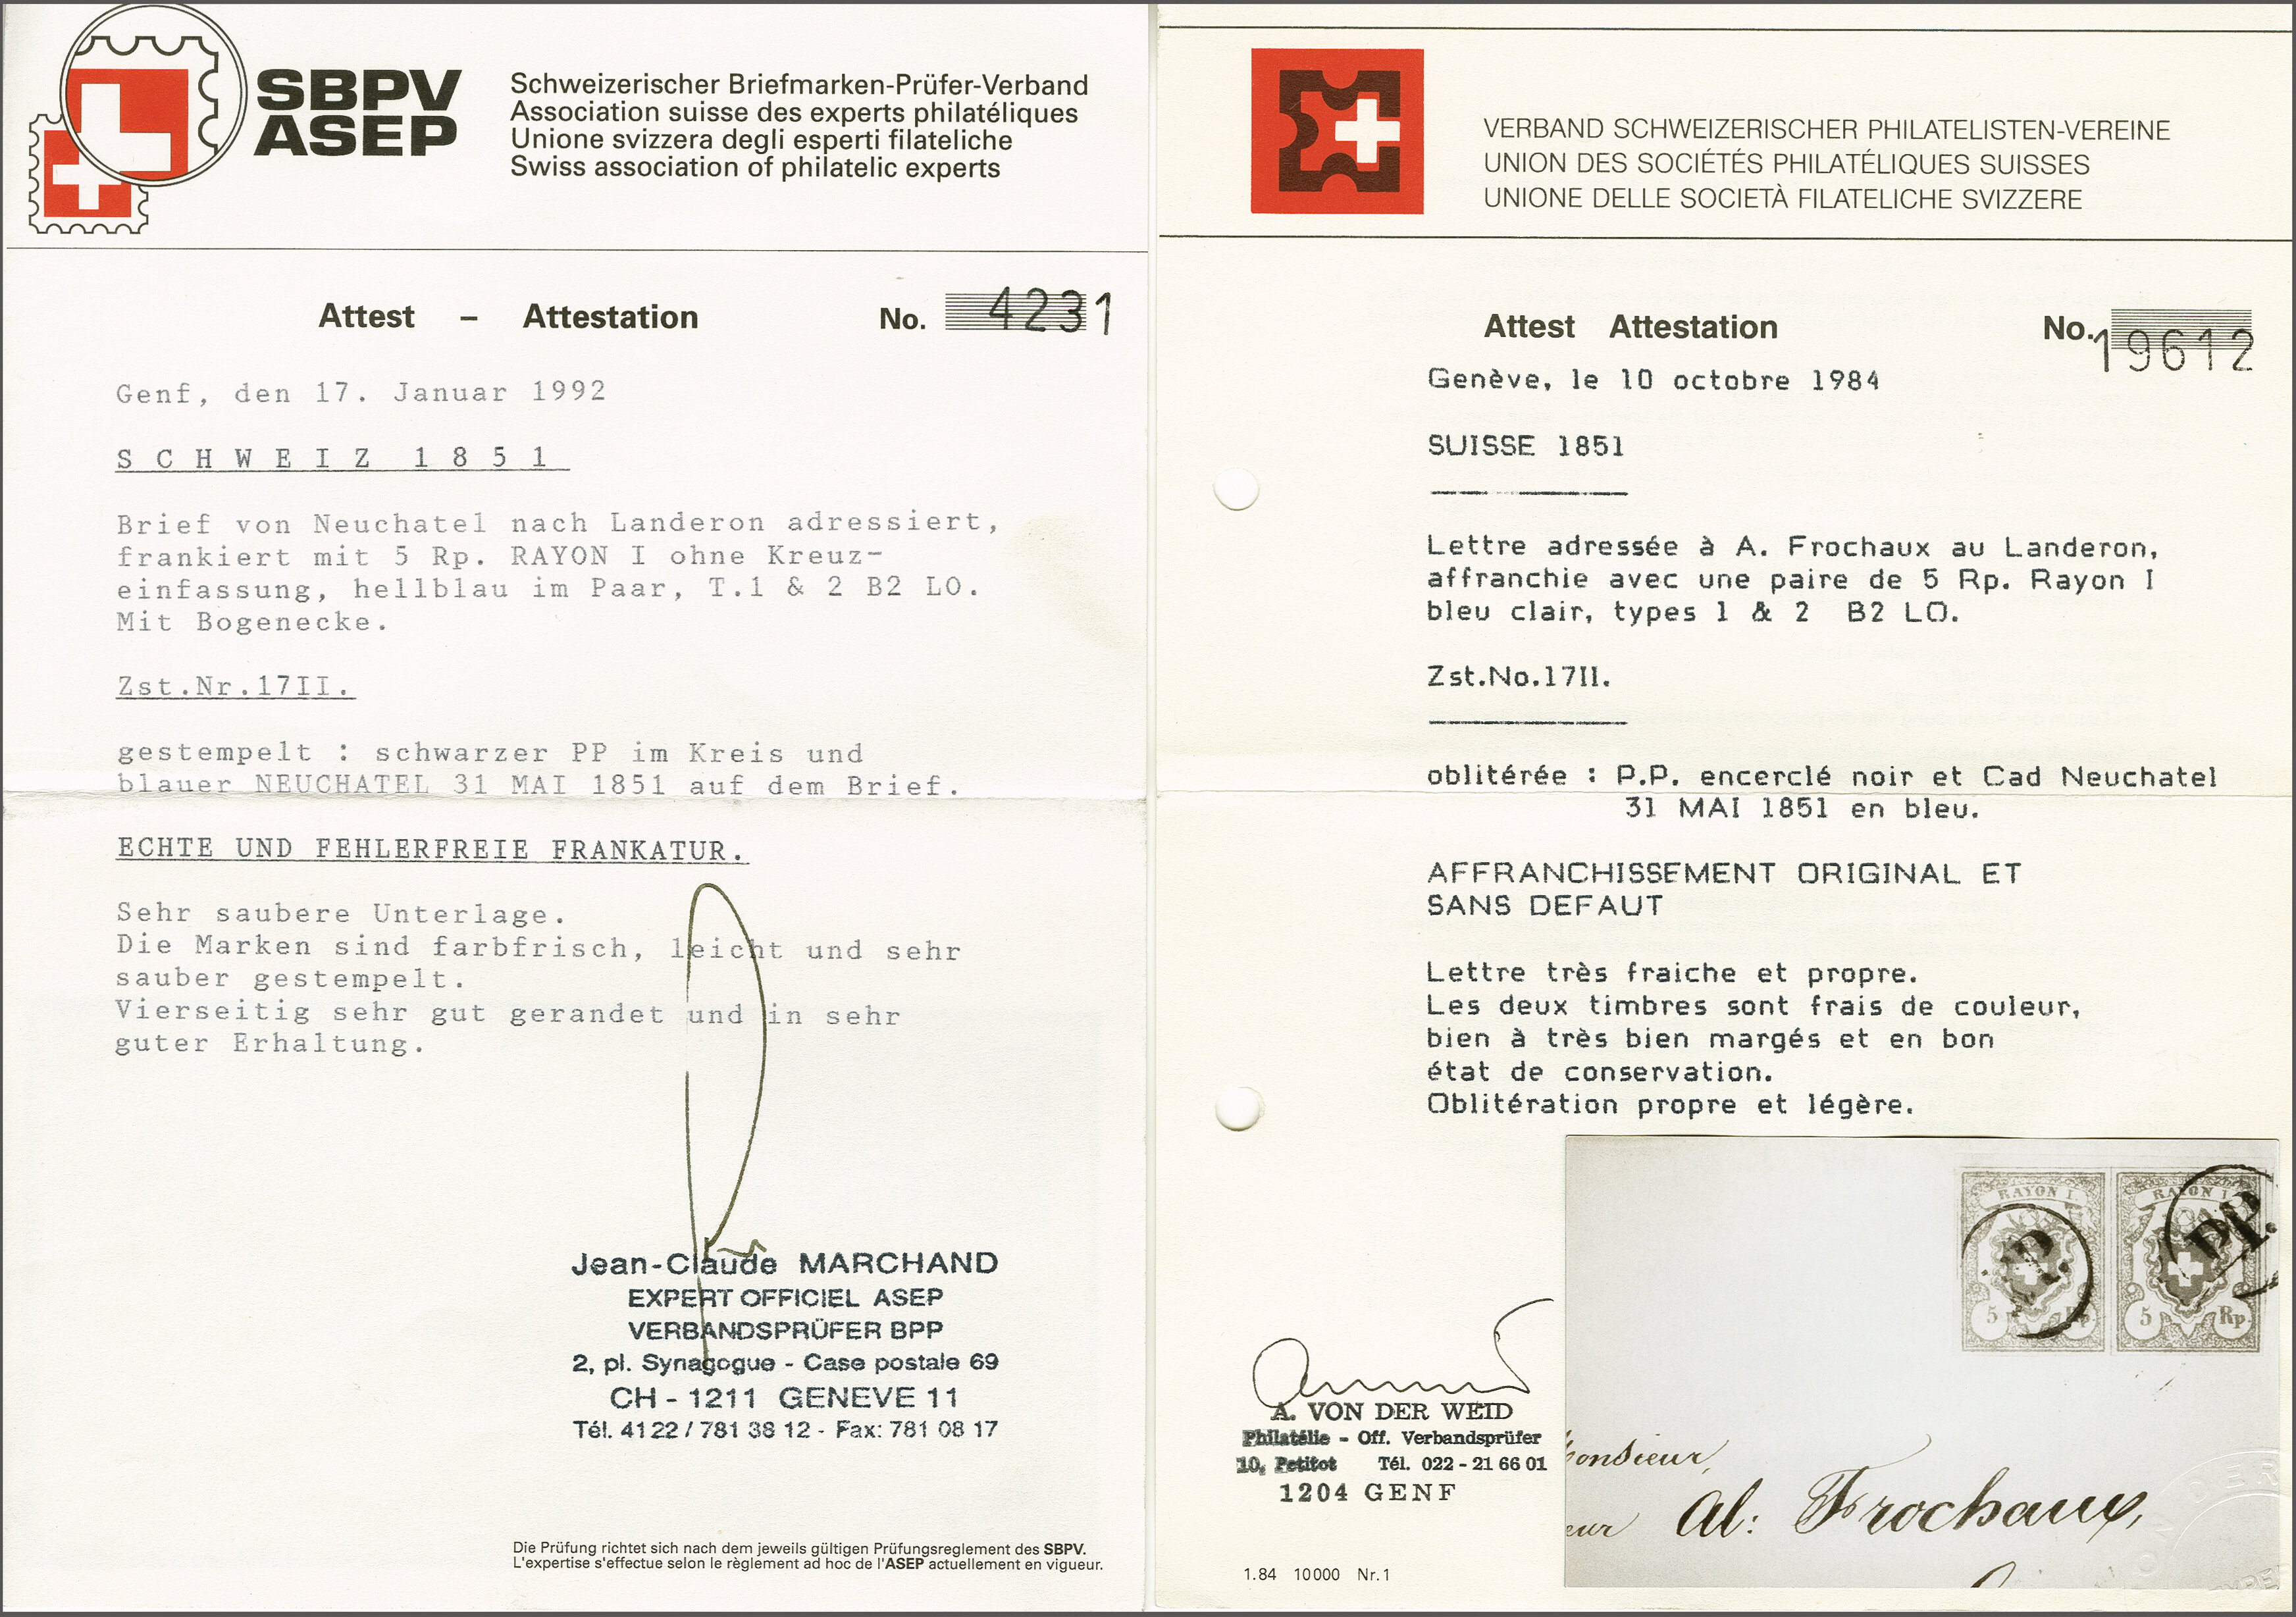 SBPV
ASEP
Schweizerischer Briefmarken-Prüfer-Verband
Association suisse des experts philatéliques
Unione svizzera degli esperti filateliche
Swiss association of philatelic experts
Attest – Attestation No. 4231
Genf, den 17. Januar 1992
SCHWEIZ 1851
Brief von Neuchatel nach Landeron adressiert,
frankiert mit 5 Rp. RAYON I ohne Kreuz-
einfassung, hellblau im Paar, T.1 & 2 B2 LO.
Mit Bogenecke.
Zst.Nr.17II.
gestempelt : schwarzer PP im Kreis und
blauer NEUCHATEL 31 MAI 1851 auf dem Brief.
ECHTE UND FEHLERFREIE FRANKATUR.
Sehr saubere Unterlage.
Die Marken sind farbfrisch, leicht und sehr
sauber gestempelt.
Vierseitig sehr gut gerandet und in sehr
guter Erhaltung.
Jean-Claude MARCHAND
EXPERT OFFICIEL ASEP
VERBANDSPRÜFER BPP
2, pl. Synagogue - Case postale 69
CH - 1211 GENEVE 11
Tél. 41 22 / 781 38 12 - Fax: 781 08 17
Die Prüfung richtet sich nach dem jeweils gültigen Prüfungsreglement des SBPV.
L'expertise s'effectue selon le règlement ad hoc de l'ASEP actuellement en vigueur.
VERBAND SCHWEIZERISCHER PHILATELISTEN-VEREINE
UNION DES SOCIÉTÉS PHILATÉLIQUES SUISSES
UNIONE DELLE SOCIETÀ FILATELICHE SVIZZERE
Attest Attestation No. 19612
Genève, le 10 octobre 1984
SUISSE 1851
Lettre adressée à A. Frochaux au Landeron,
affranchie avec une paire de 5 Rp. Rayon I
bleu clair, types 1 & 2 B2 LO.
Zst.No.17II.
oblitérée : P.P. encerclé noir et Cad Neuchatel
31 MAI 1851 en bleu.
AFFRANCHISSEMENT ORIGINAL ET
SANS DEFAUT
Lettre très fraiche et propre.
Les deux timbres sont frais de couleur,
bien à très bien margés et en bon
état de conservation.
Oblitération propre et légère.
RAYON I. RAYON I.
PP.
5 Rp. 5 Rp.
Monsieur,
eur Al: Frochaux,
A. VON DER WEID
Philatélie - Off. Verbandsprüfer
10, Petitot Tél. 022 - 21 66 01
1204 GENF
1.84 10000 Nr.1